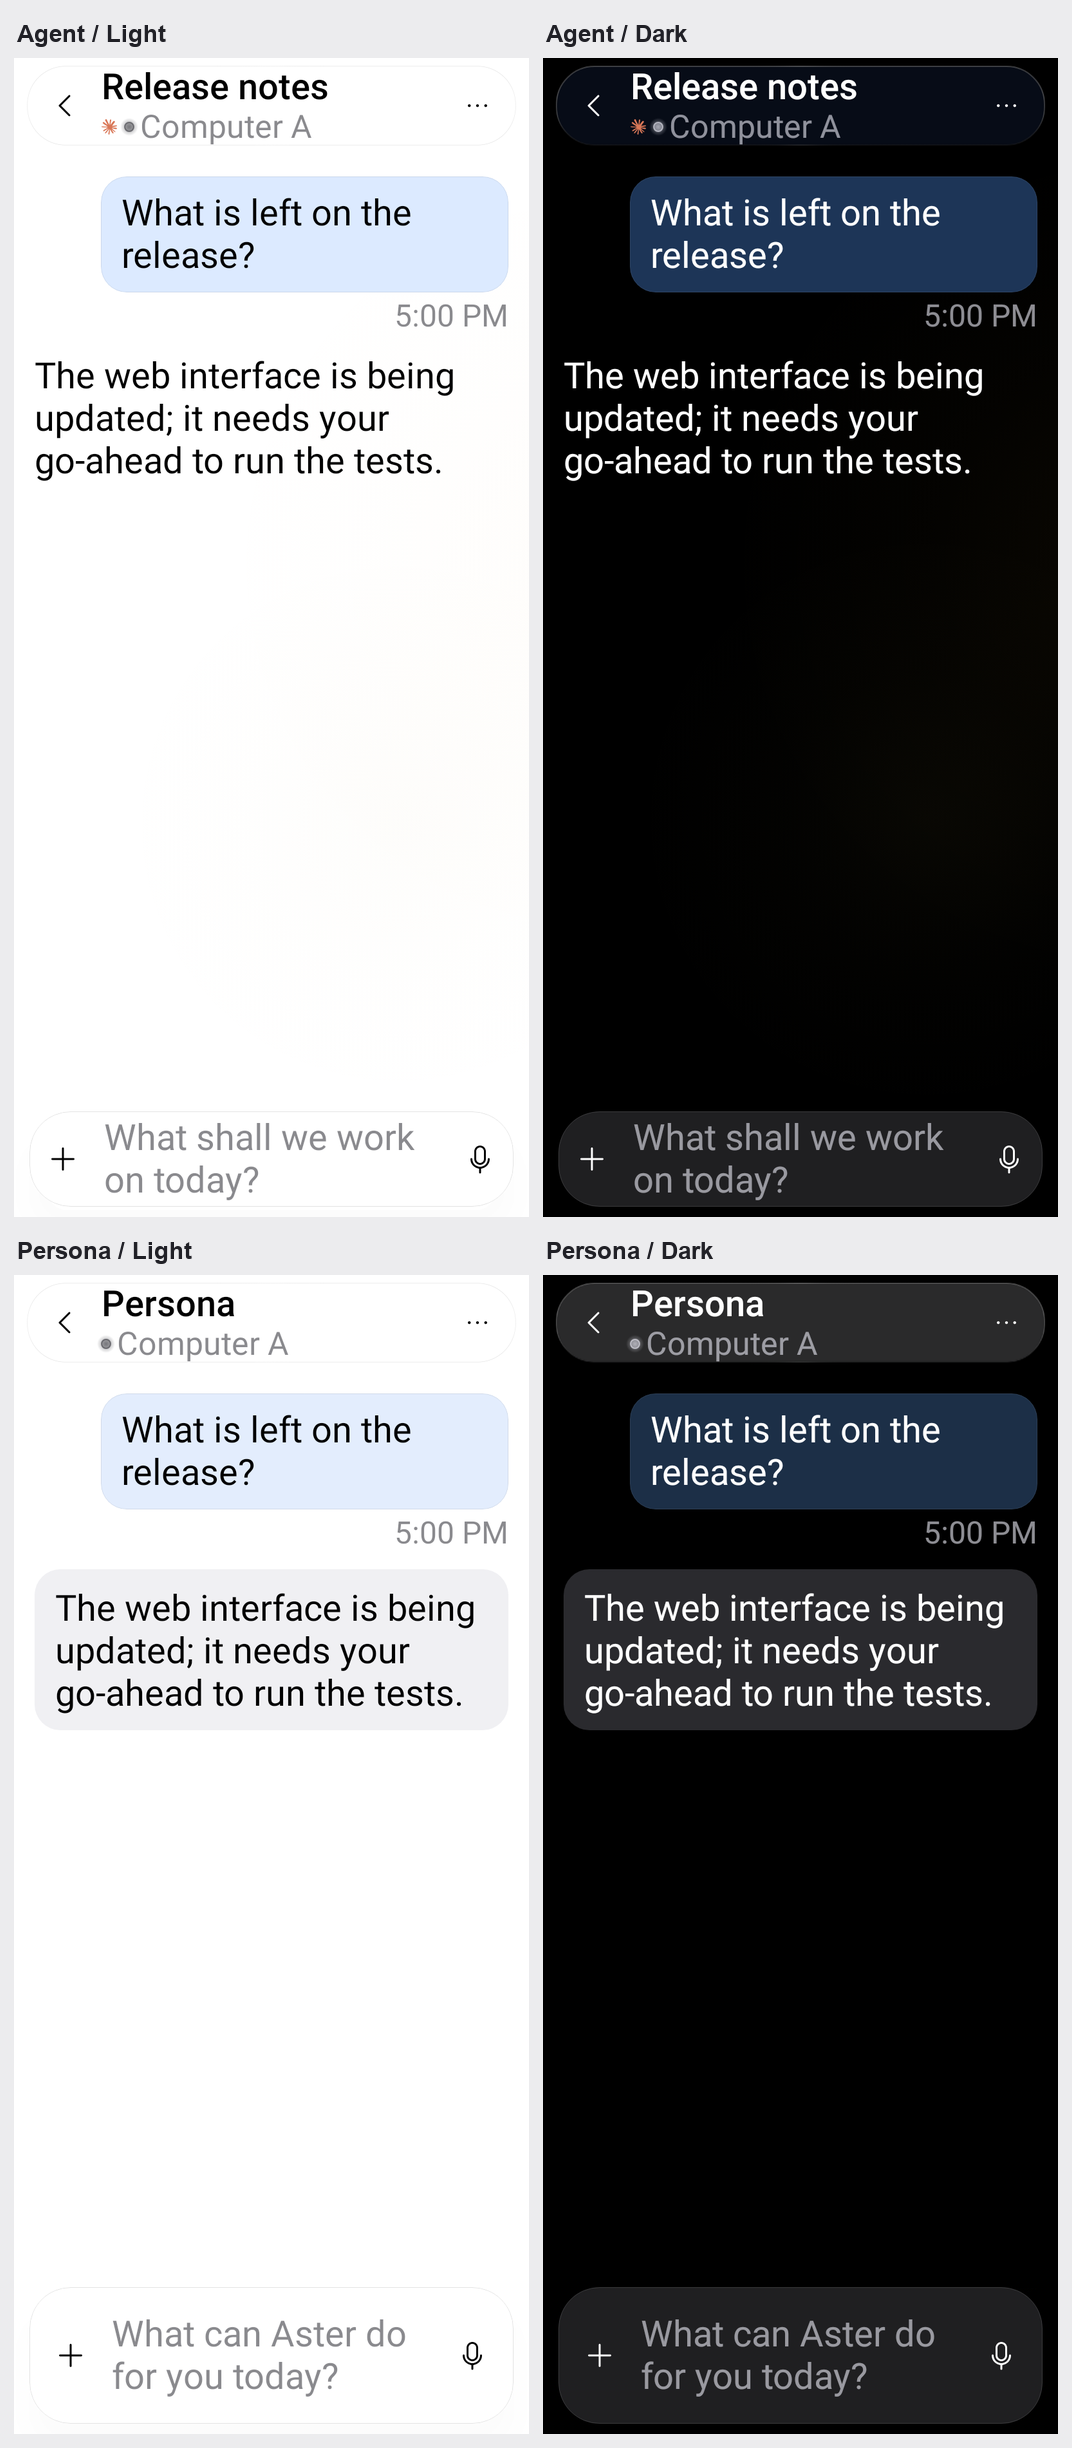 Agent / Light
Release notes
Computer A
What is left on the
release?
5:00 PM
The web interface is being
updated; it needs your
go-ahead to run the tests.
What shall we work
on today?
Agent / Dark
Release notes
Computer A
What is left on the
release?
5:00 PM
The web interface is being
updated; it needs your
go-ahead to run the tests.
What shall we work
on today?
Persona / Light
Persona
Computer A
What is left on the
release?
5:00 PM
The web interface is being
updated; it needs your
go-ahead to run the tests.
What can Aster do
for you today?
Persona / Dark
Persona
Computer A
What is left on the
release?
5:00 PM
The web interface is being
updated; it needs your
go-ahead to run the tests.
What can Aster do
for you today?